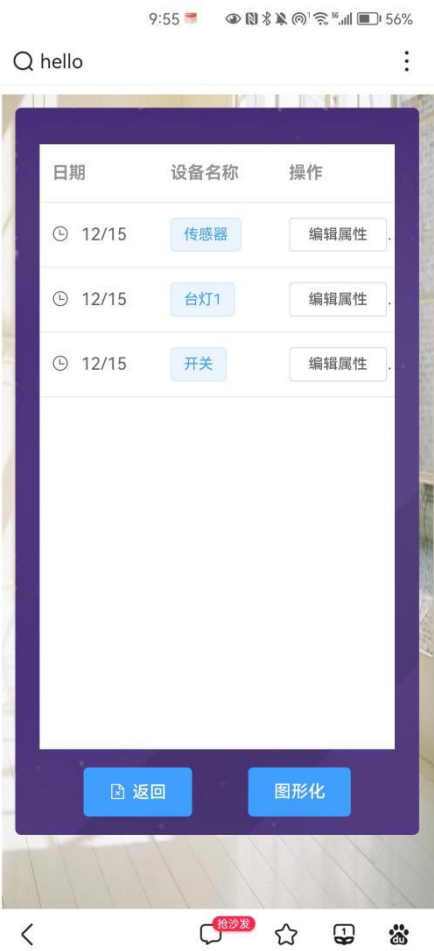 9:55 56%
hello
日期 设备名称 操作
12/15 传感器 编辑属性 .
12/15 台灯1 编辑属性 .
12/15 开关 编辑属性 .
返回 图形化
抢沙发
1
du